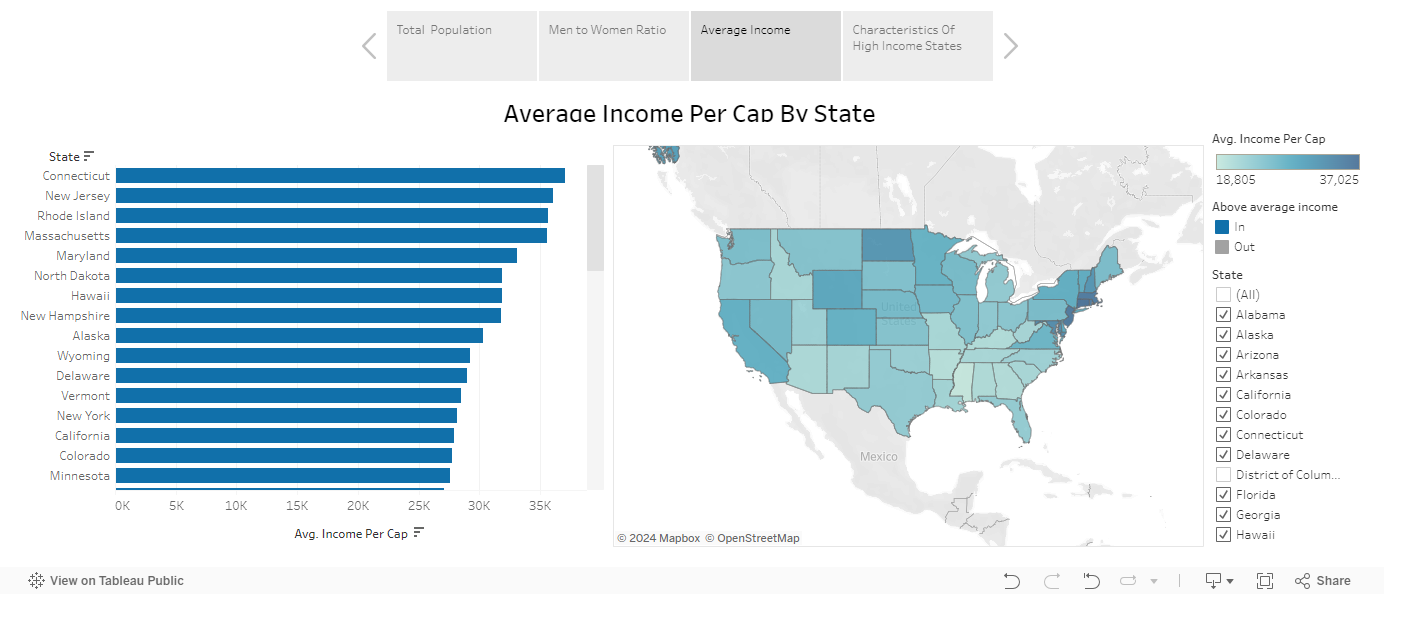 Total Population
Men to Women Ratio
Average Income
Characteristics Of
High Income States
Average Income Per Cap By State
State
Connecticut
New Jersey
Rhode Island
Massachusetts
Maryland
North Dakota
Hawaii
New Hampshire
Alaska
Wyoming
Delaware
Vermont
New York
California
Colorado
Minnesota
0K 5K 10K 15K 20K 25K 30K 35K
Avg. Income Per Cap
United
States
Mexico
© 2024 Mapbox © OpenStreetMap
Avg. Income Per Cap
18,805 37,025
Above average income
In
Out
State
(All)
Alabama
Alaska
Arizona
Arkansas
California
Colorado
Connecticut
Delaware
District of Colum...
Florida
Georgia
Hawaii
View on Tableau Public
Share